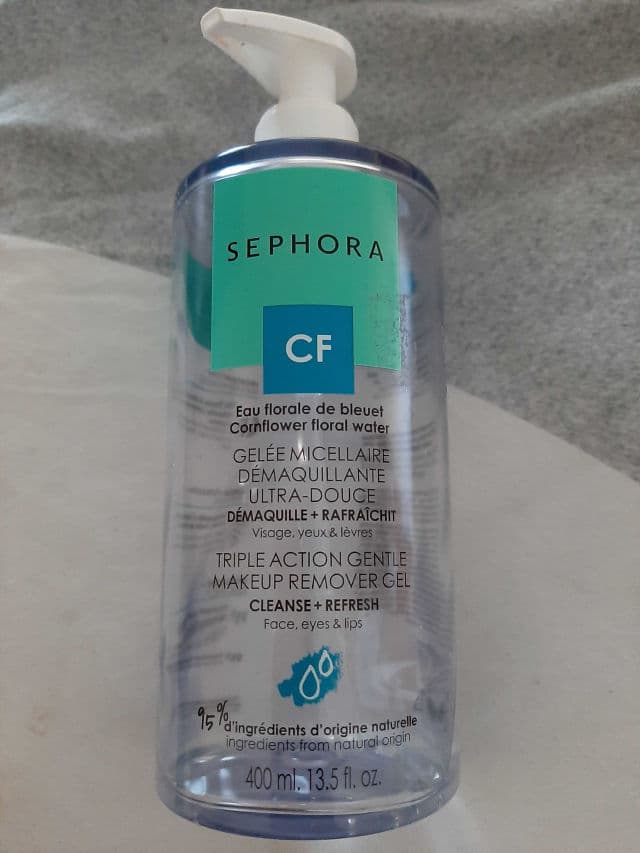 SEPHORA
CF
Eau florale de bleuet
Cornflower floral water
GELÉE MICELLAIRE
DÉMAQUILLANTE
ULTRA-DOUCE
DÉMAQUILLE + RAFRAÎCHIT
Visage, yeux & lèvres
TRIPLE ACTION GENTLE
MAKEUP REMOVER GEL
CLEANSE + REFRESH
Face, eyes & lips
95% d'ingrédients d'origine naturelle
ingredients from natural origin
400 ml. 13.5 fl. oz.